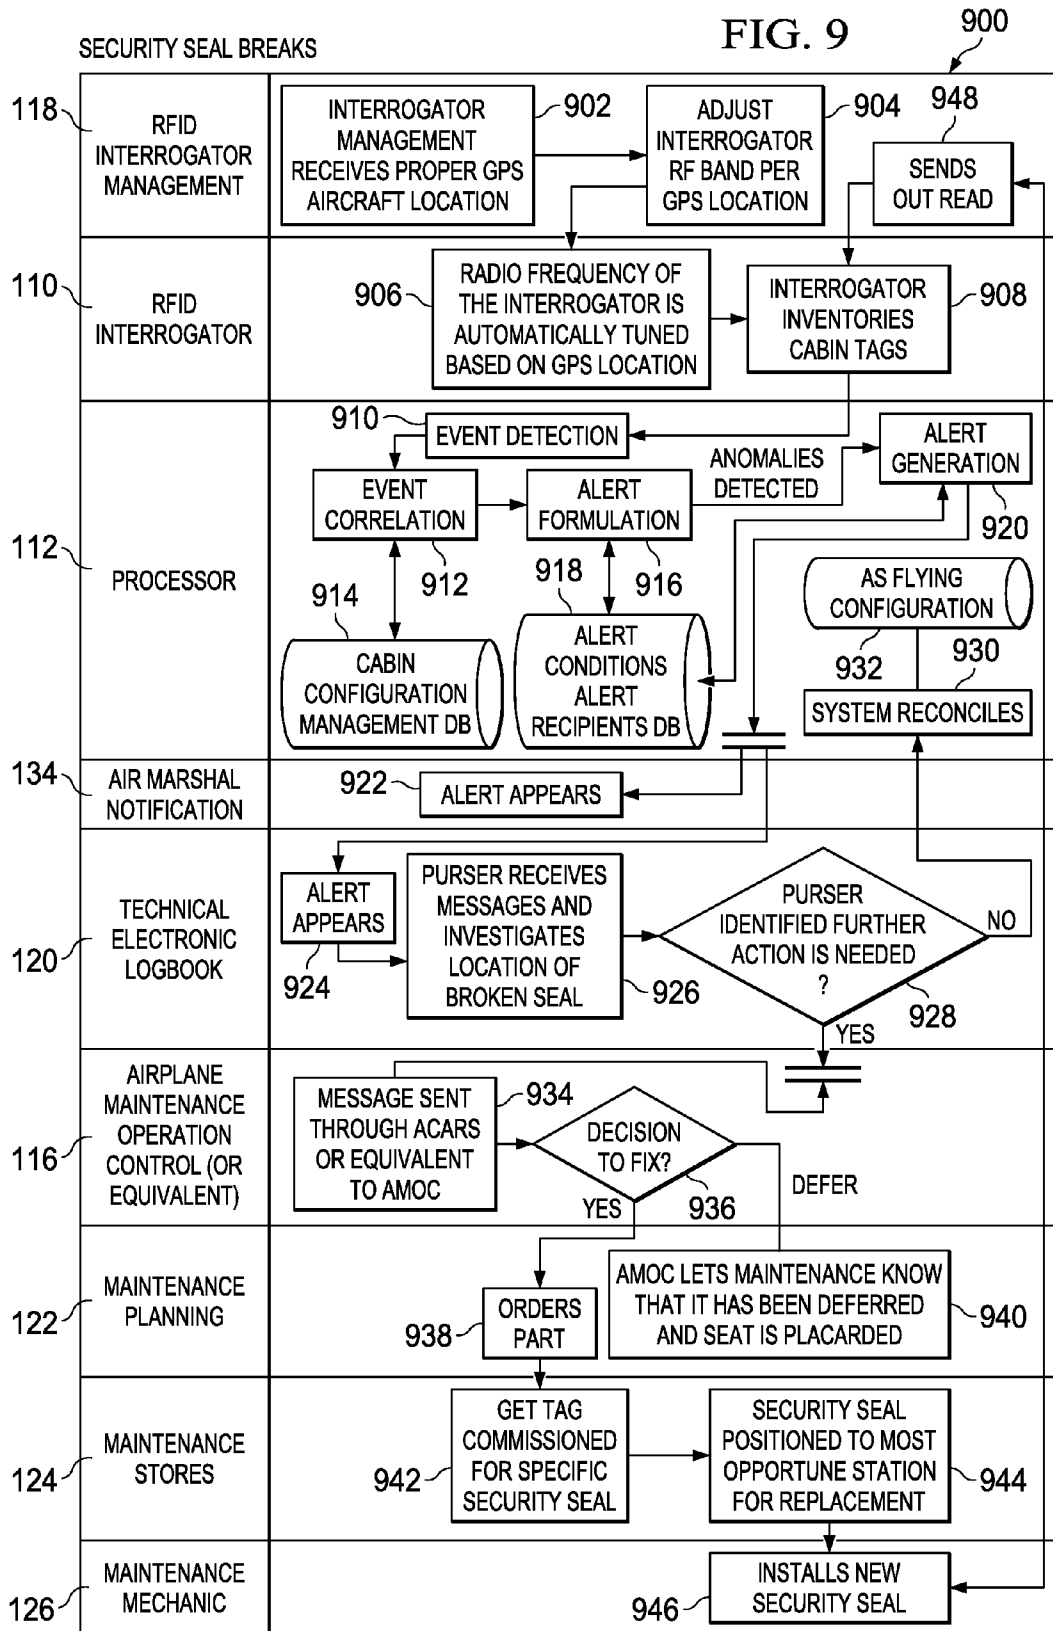 FIG. 9
900
SECURITY SEAL BREAKS
118
RFID
INTERROGATOR
MANAGEMENT
INTERROGATOR
MANAGEMENT
RECEIVES PROPER GPS
AIRCRAFT LOCATION
902
ADJUST
INTERROGATOR
RF BAND PER
GPS LOCATION
904
948
SENDS
OUT READ
110
RFID
INTERROGATOR
906
RADIO FREQUENCY OF
THE INTERROGATOR IS
AUTOMATICALLY TUNED
BASED ON GPS LOCATION
INTERROGATOR
INVENTORIES
CABIN TAGS
908
112
PROCESSOR
910
EVENT DETECTION
EVENT
CORRELATION
912
ALERT
FORMULATION
916
ANOMALIES
DETECTED
ALERT
GENERATION
920
914
CABIN
CONFIGURATION
MANAGEMENT DB
918
ALERT
CONDITIONS
ALERT
RECIPIENTS DB
AS FLYING
CONFIGURATION
932
930
SYSTEM RECONCILES
134
AIR MARSHAL
NOTIFICATION
922
ALERT APPEARS
120
TECHNICAL
ELECTRONIC
LOGBOOK
ALERT
APPEARS
924
PURSER RECEIVES
MESSAGES AND
INVESTIGATES
LOCATION OF
BROKEN SEAL
926
PURSER
IDENTIFIED FURTHER
ACTION IS NEEDED
?
928
NO
YES
116
AIRPLANE
MAINTENANCE
OPERATION
CONTROL (OR
EQUIVALENT)
MESSAGE SENT
THROUGH ACARS
OR EQUIVALENT
TO AMOC
934
DECISION
TO FIX?
936
YES
DEFER
122
MAINTENANCE
PLANNING
938
ORDERS
PART
AMOC LETS MAINTENANCE KNOW
THAT IT HAS BEEN DEFERRED
AND SEAT IS PLACARDED
940
124
MAINTENANCE
STORES
942
GET TAG
COMMISSIONED
FOR SPECIFIC
SECURITY SEAL
SECURITY SEAL
POSITIONED TO MOST
OPPORTUNE STATION
FOR REPLACEMENT
944
126
MAINTENANCE
MECHANIC
946
INSTALLS NEW
SECURITY SEAL